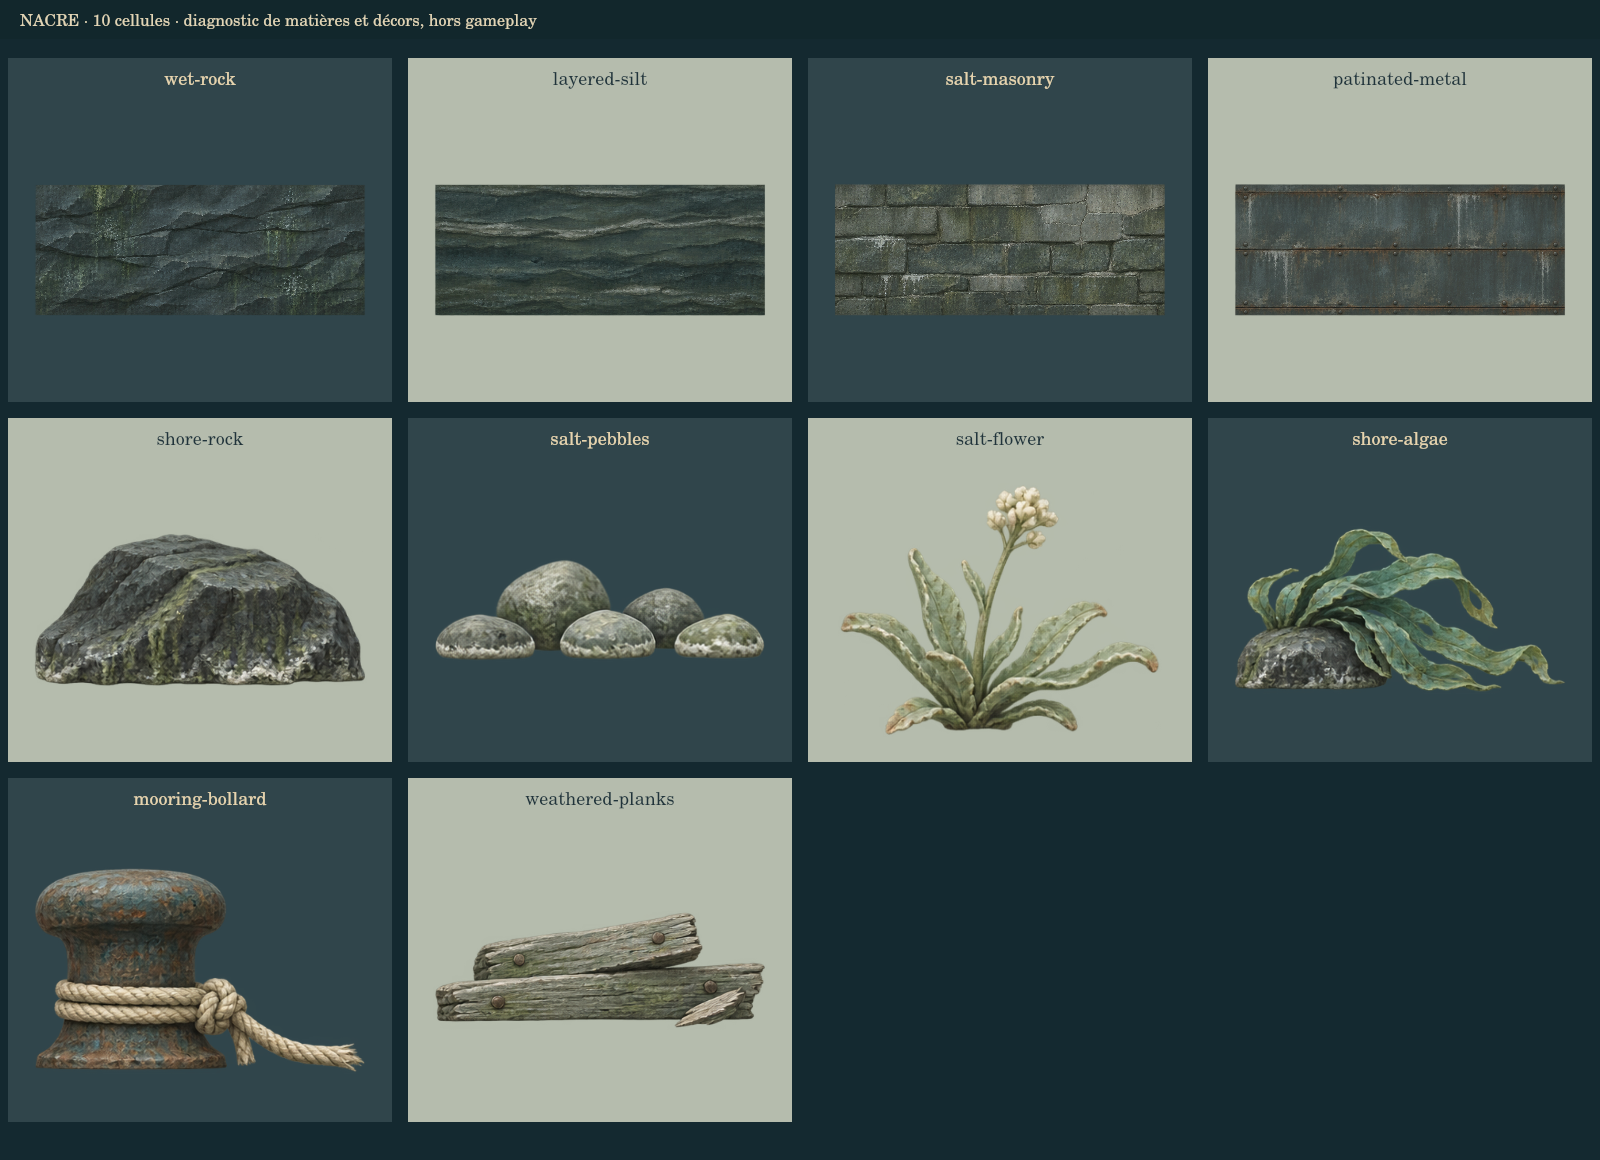 NACRE · 10 cellules · diagnostic de matières et décors, hors gameplay
wet-rock
layered-silt
salt-masonry
patinated-metal
shore-rock
salt-pebbles
salt-flower
shore-algae
mooring-bollard
weathered-planks